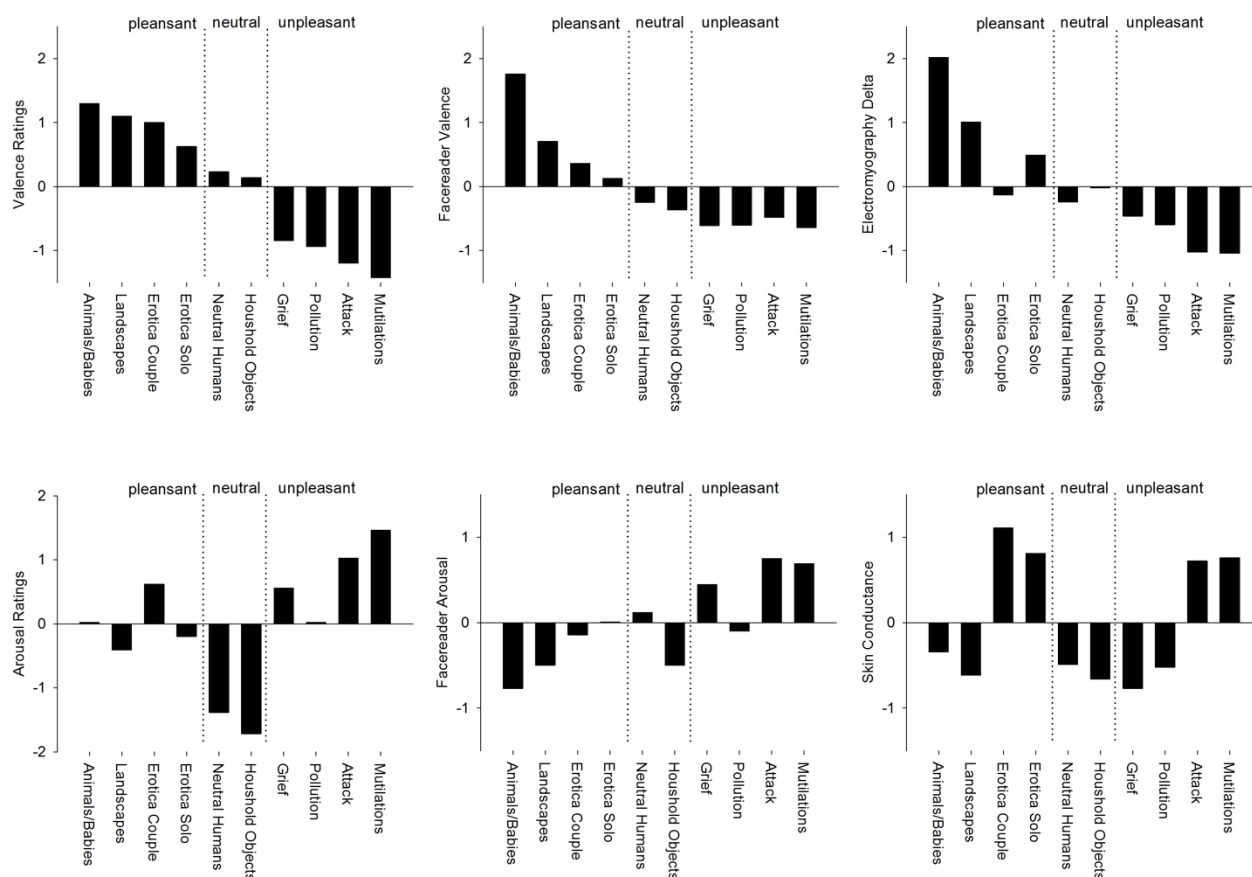 pleansant neutral unpleasant
2
1
0
-1
Valence Ratings
Animals/Babies
Landscapes
Erotica Couple
Erotica Solo
Neutral Humans
Houshold Objects
Grief
Pollution
Attack
Mutilations
pleansant neutral unpleasant
2
1
0
-1
Facereader Valence
Animals/Babies
Landscapes
Erotica Couple
Erotica Solo
Neutral Humans
Houshold Objects
Grief
Pollution
Attack
Mutilations
pleansant neutral unpleasant
2
1
0
-1
Electromyography Delta
Animals/Babies
Landscapes
Erotica Couple
Erotica Solo
Neutral Humans
Houshold Objects
Grief
Pollution
Attack
Mutilations
pleansant neutral unpleasant
2
1
0
-1
-2
Arousal Ratings
Animals/Babies
Landscapes
Erotica Couple
Erotica Solo
Neutral Humans
Houshold Objects
Grief
Pollution
Attack
Mutilations
pleansant neutral unpleasant
1
0
-1
Facereader Arousal
Animals/Babies
Landscapes
Erotica Couple
Erotica Solo
Neutral Humans
Houshold Objects
Grief
Pollution
Attack
Mutilations
pleansant neutral unpleasant
1
0
-1
Skin Conductance
Animals/Babies
Landscapes
Erotica Couple
Erotica Solo
Neutral Humans
Houshold Objects
Grief
Pollution
Attack
Mutilations